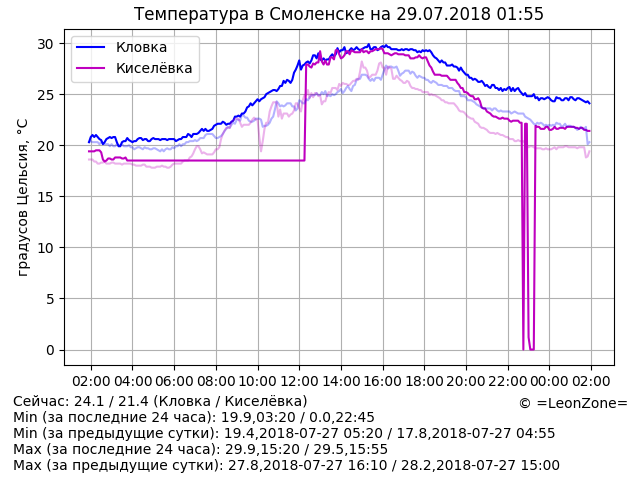 Температура в Смоленске на 29.07.2018 01:55
Кловка
Киселёвка
градусов Цельсия, °C
30
25
20
15
10
5
0
02:00 04:00 06:00 08:00 10:00 12:00 14:00 16:00 18:00 20:00 22:00 00:00 02:00
Сейчас: 24.1 / 21.4 (Кловка / Киселёвка)
© =LeonZone=
Min (за последние 24 часа): 19.9,03:20 / 0.0,22:45
Min (за предыдущие сутки): 19.4,2018-07-27 05:20 / 17.8,2018-07-27 04:55
Max (за последние 24 часа): 29.9,15:20 / 29.5,15:55
Max (за предыдущие сутки): 27.8,2018-07-27 16:10 / 28.2,2018-07-27 15:00